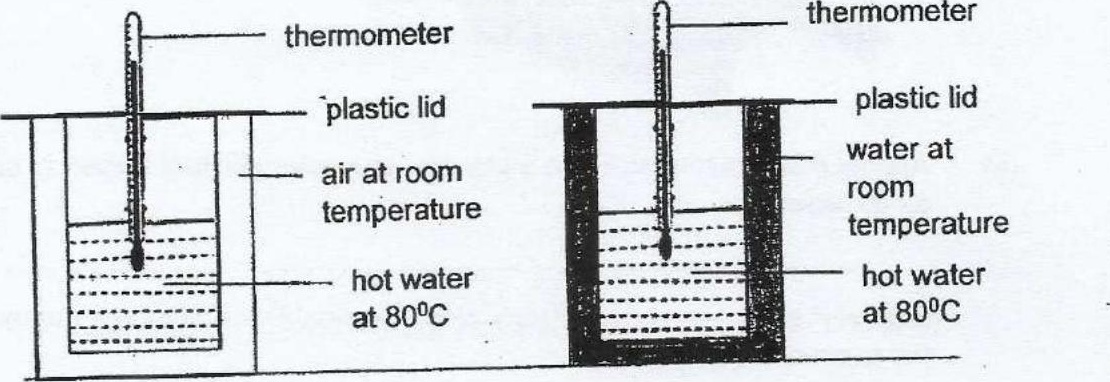 thermometer
plastic lid
air at room
temperature
hot water
at 80⁰C
thermometer
plastic lid
water at
room
temperature
hot water
at 80⁰C